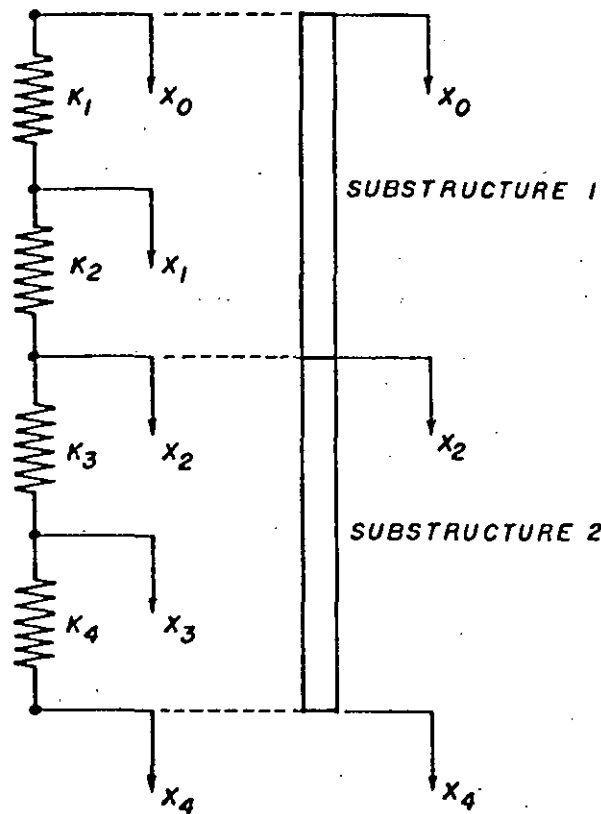 K1
X0
X0
SUBSTRUCTURE 1
K2
X1
X2
X2
K3
SUBSTRUCTURE 2
K4
X3
X4
X4